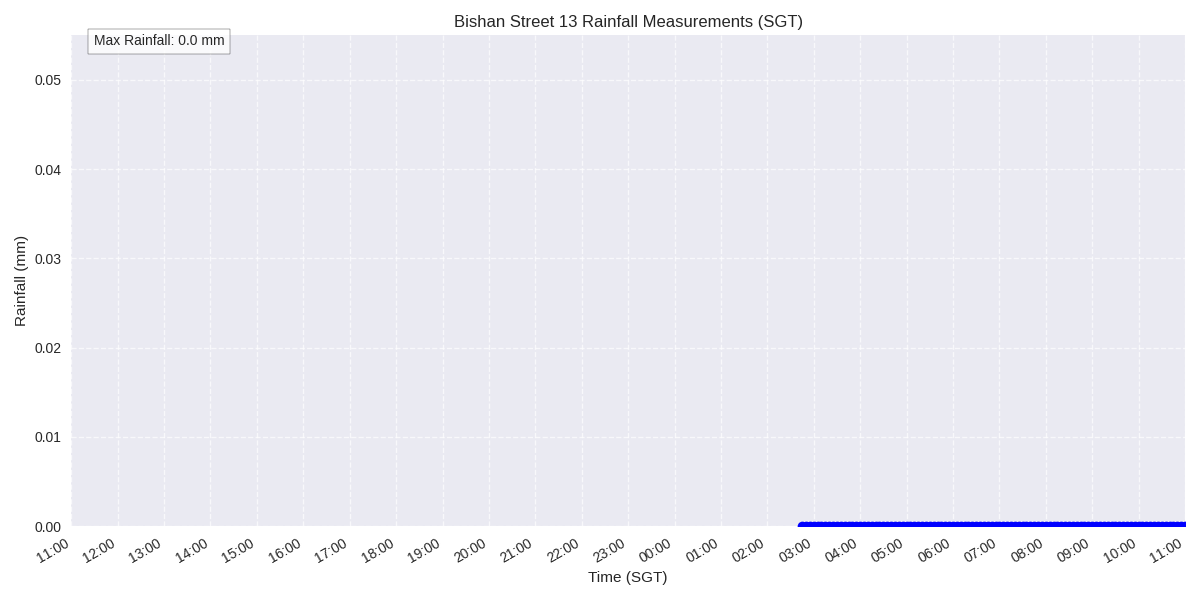 Bishan Street 13 Rainfall Measurements (SGT)
Max Rainfall: 0.0 mm
0.05
0.04
0.03
0.02
0.01
0.00
Rainfall (mm)
11:00 12:00 13:00 14:00 15:00 16:00 17:00 18:00 19:00 20:00 21:00 22:00 23:00 00:00 01:00 02:00 03:00 04:00 05:00 06:00 07:00 08:00 09:00 10:00 11:00
Time (SGT)